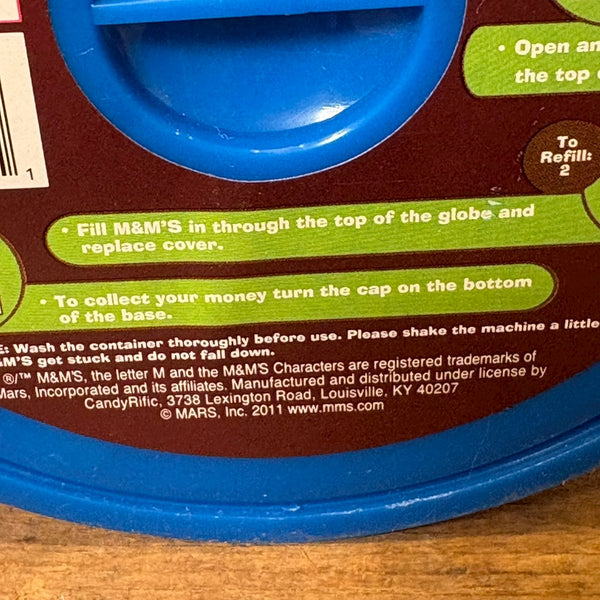 • Open an
the top
To
Refill:
2
• Fill M&M'S in through the top of the globe and
replace cover.
• To collect your money turn the cap on the bottom
of the base.
E: Wash the container thoroughly before use. Please shake the machine a little
&M'S get stuck and do not fall down.
®/™ M&M'S, the letter M and the M&M'S Characters are registered trademarks of
Mars, Incorporated and its affiliates. Manufactured and distributed under license by
CandyRific, 3738 Lexington Road, Louisville, KY 40207
© MARS, Inc. 2011 www.mms.com
1